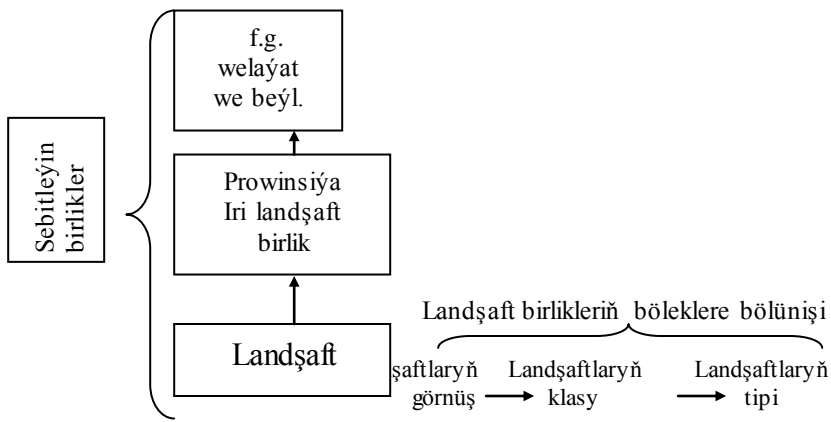 Sebitleýin
birlikler
f.g.
welaýat
we beýl.
Prowinsiýa
Iri landşaft
birlik
Landşaft
Landşaft birlikleriň böleklere bölünişi
şaftlaryň
görnüş
Landşaftlaryň
klasy
Landşaftlaryň
tipi